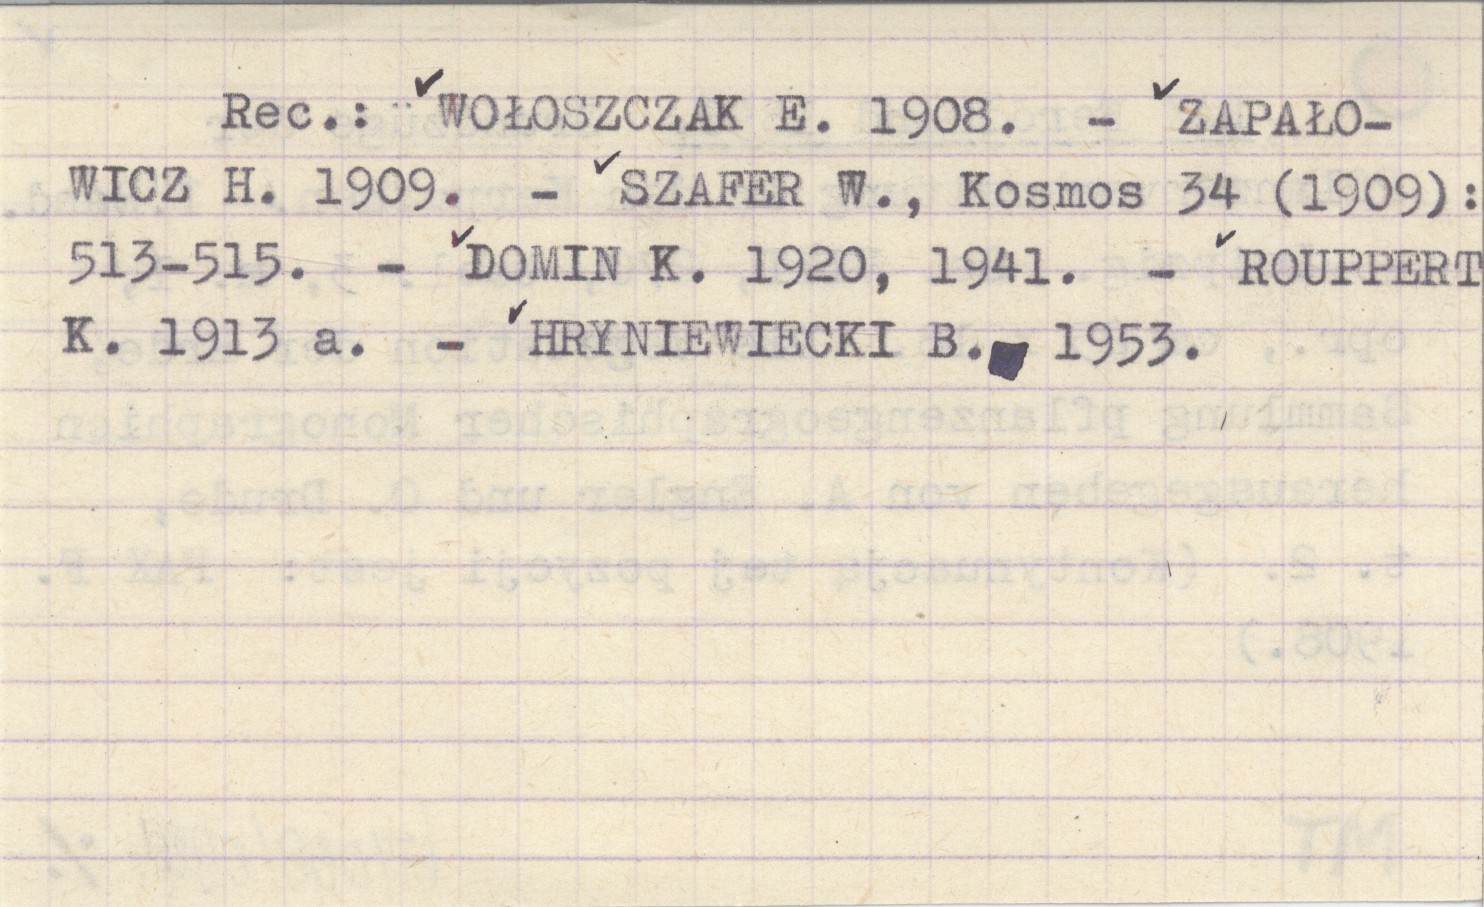 Rec.: ✓WOŁOSZCZAK E. 1908. - ✓ZAPAŁO-
WICZ H. 1909. - ✓SZAFER W., Kosmos 34 (1909):
513-515. - ✓DOMIN K. 1920, 1941. - ✓ROUPPERT
K. 1913 a. - ✓HRYNIEWIECKI B. 1953.